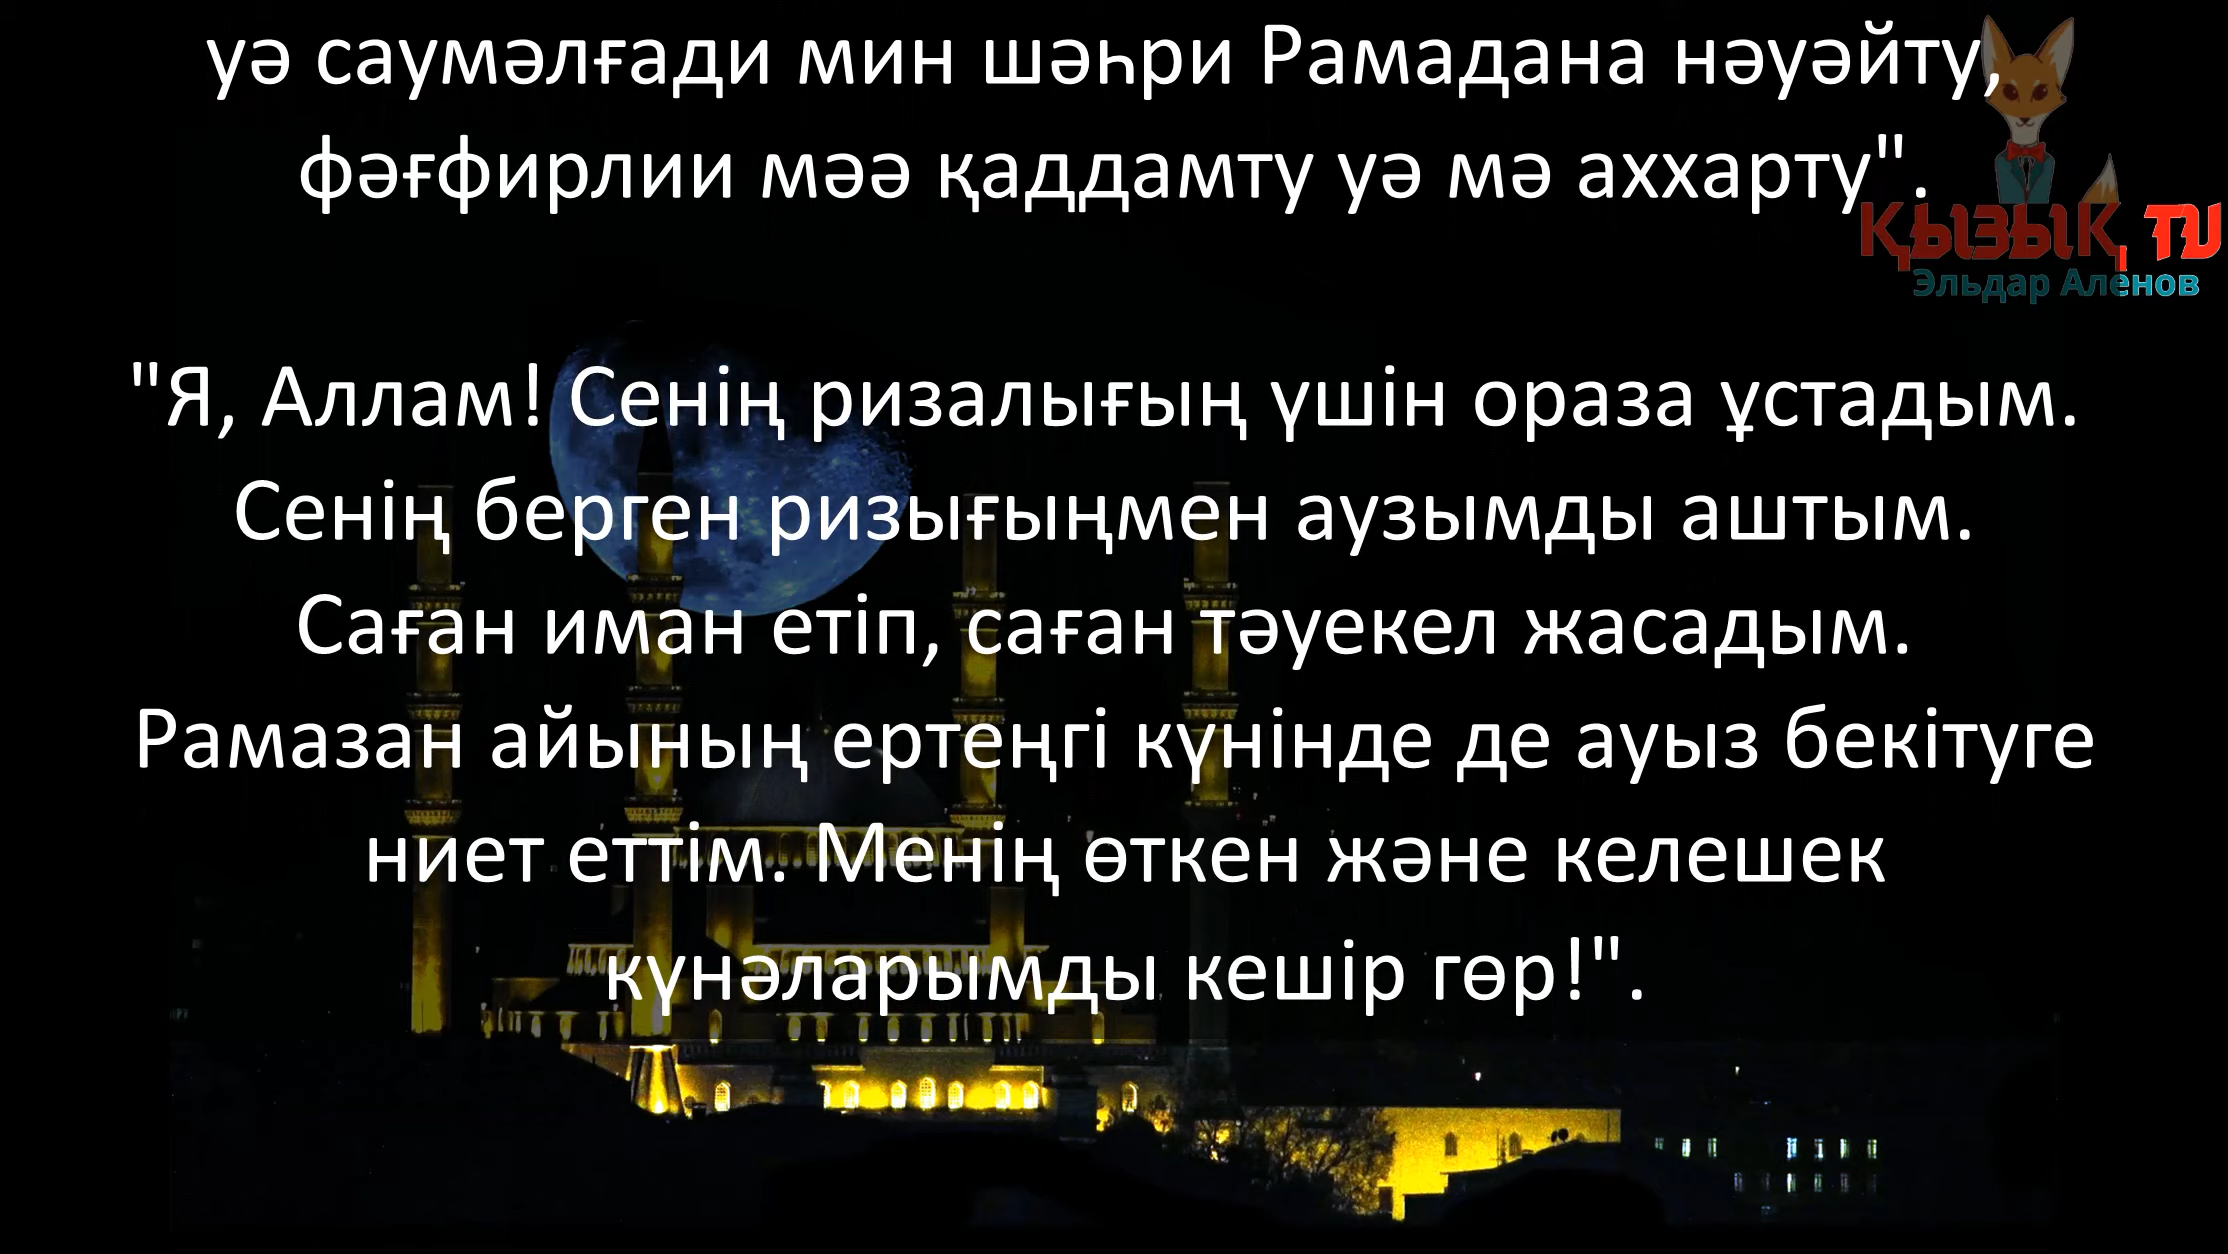 уә саумәлғади мин шәһри Рамадана нәуәйту,
фәғфирлии мәә қаддамту уә мә аххарту".
ҚЫЗЫҚ TV
Эльдар Аленов
"Я, Аллам! Сенің ризалығың үшін ораза ұстадым.
Сенің берген ризығыңмен аузымды аштым.
Саған иман етіп, саған тәуекел жасадым.
Рамазан айының ертеңгі күнінде де ауыз бекітуге
ниет еттім. Менің өткен және келешек
күнәларымды кешір гөр!".